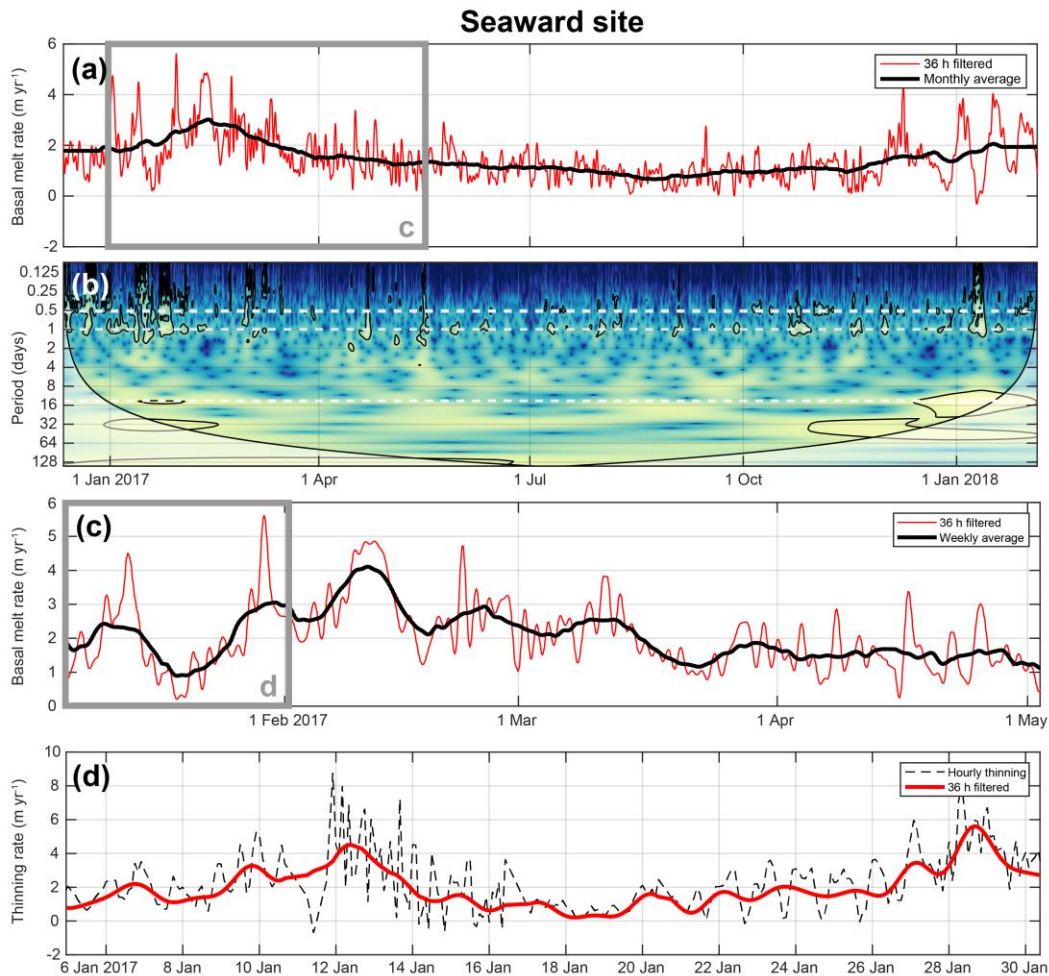 Seaward site
(a)
36 h filtered
Monthly average
Basal melt rate (m yr⁻¹)
6
4
2
0
-2
c
(b)
Period (days)
0.125
0.25
0.5
1
2
4
8
16
32
64
128
1 Jan 2017
1 Apr
1 Jul
1 Oct
1 Jan 2018
(c)
36 h filtered
Weekly average
Basal melt rate (m yr⁻¹)
6
5
4
3
2
1
0
d
1 Feb 2017
1 Mar
1 Apr
1 May
(d)
Hourly thinning
36 h filtered
Thinning rate (m yr⁻¹)
10
8
6
4
2
0
-2
6 Jan 2017
8 Jan
10 Jan
12 Jan
14 Jan
16 Jan
18 Jan
20 Jan
22 Jan
24 Jan
26 Jan
28 Jan
30 Jan